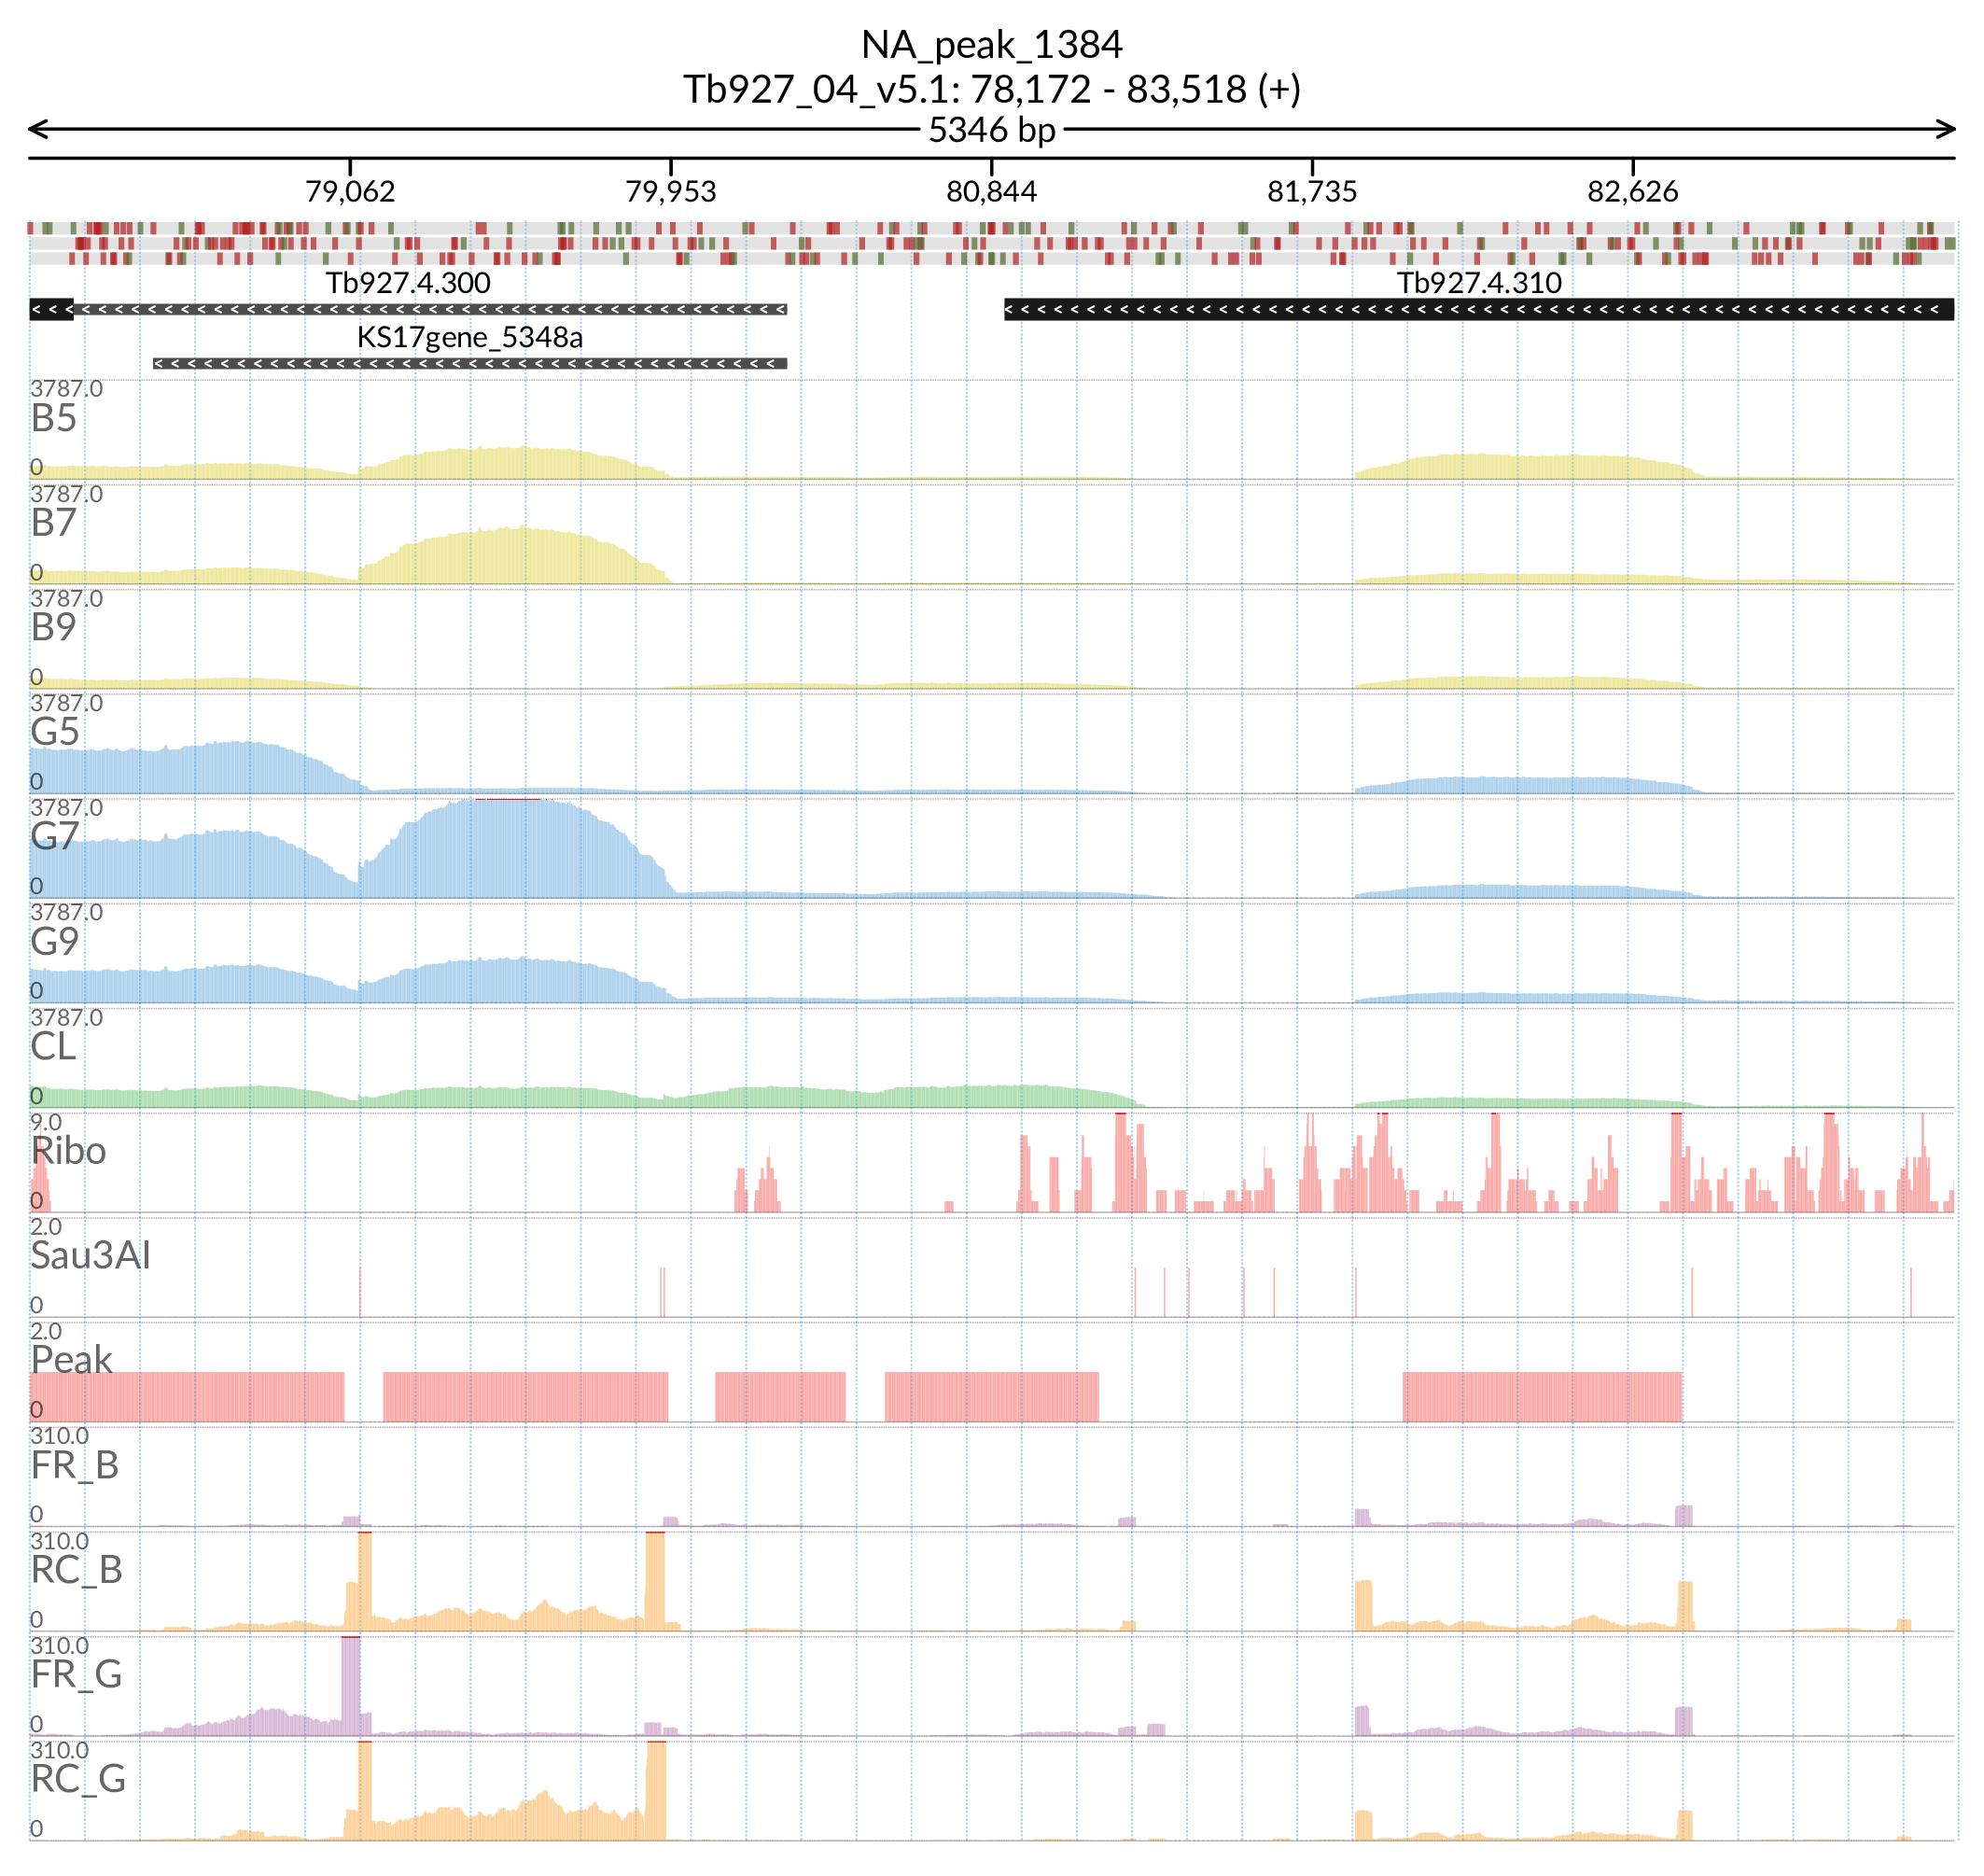 NA_peak_1384
Tb927_04_v5.1: 78,172 - 83,518 (+)
5346 bp
79,062 79,953 80,844 81,735 82,626
Tb927.4.300 Tb927.4.310
KS17gene_5348a
3787.0
B5
0
3787.0
B7
0
3787.0
B9
0
3787.0
G5
0
3787.0
G7
0
3787.0
G9
0
3787.0
CL
0
9.0
Ribo
0
2.0
Sau3AI
0
2.0
Peak
0
310.0
FR_B
0
310.0
RC_B
0
310.0
FR_G
0
310.0
RC_G
0